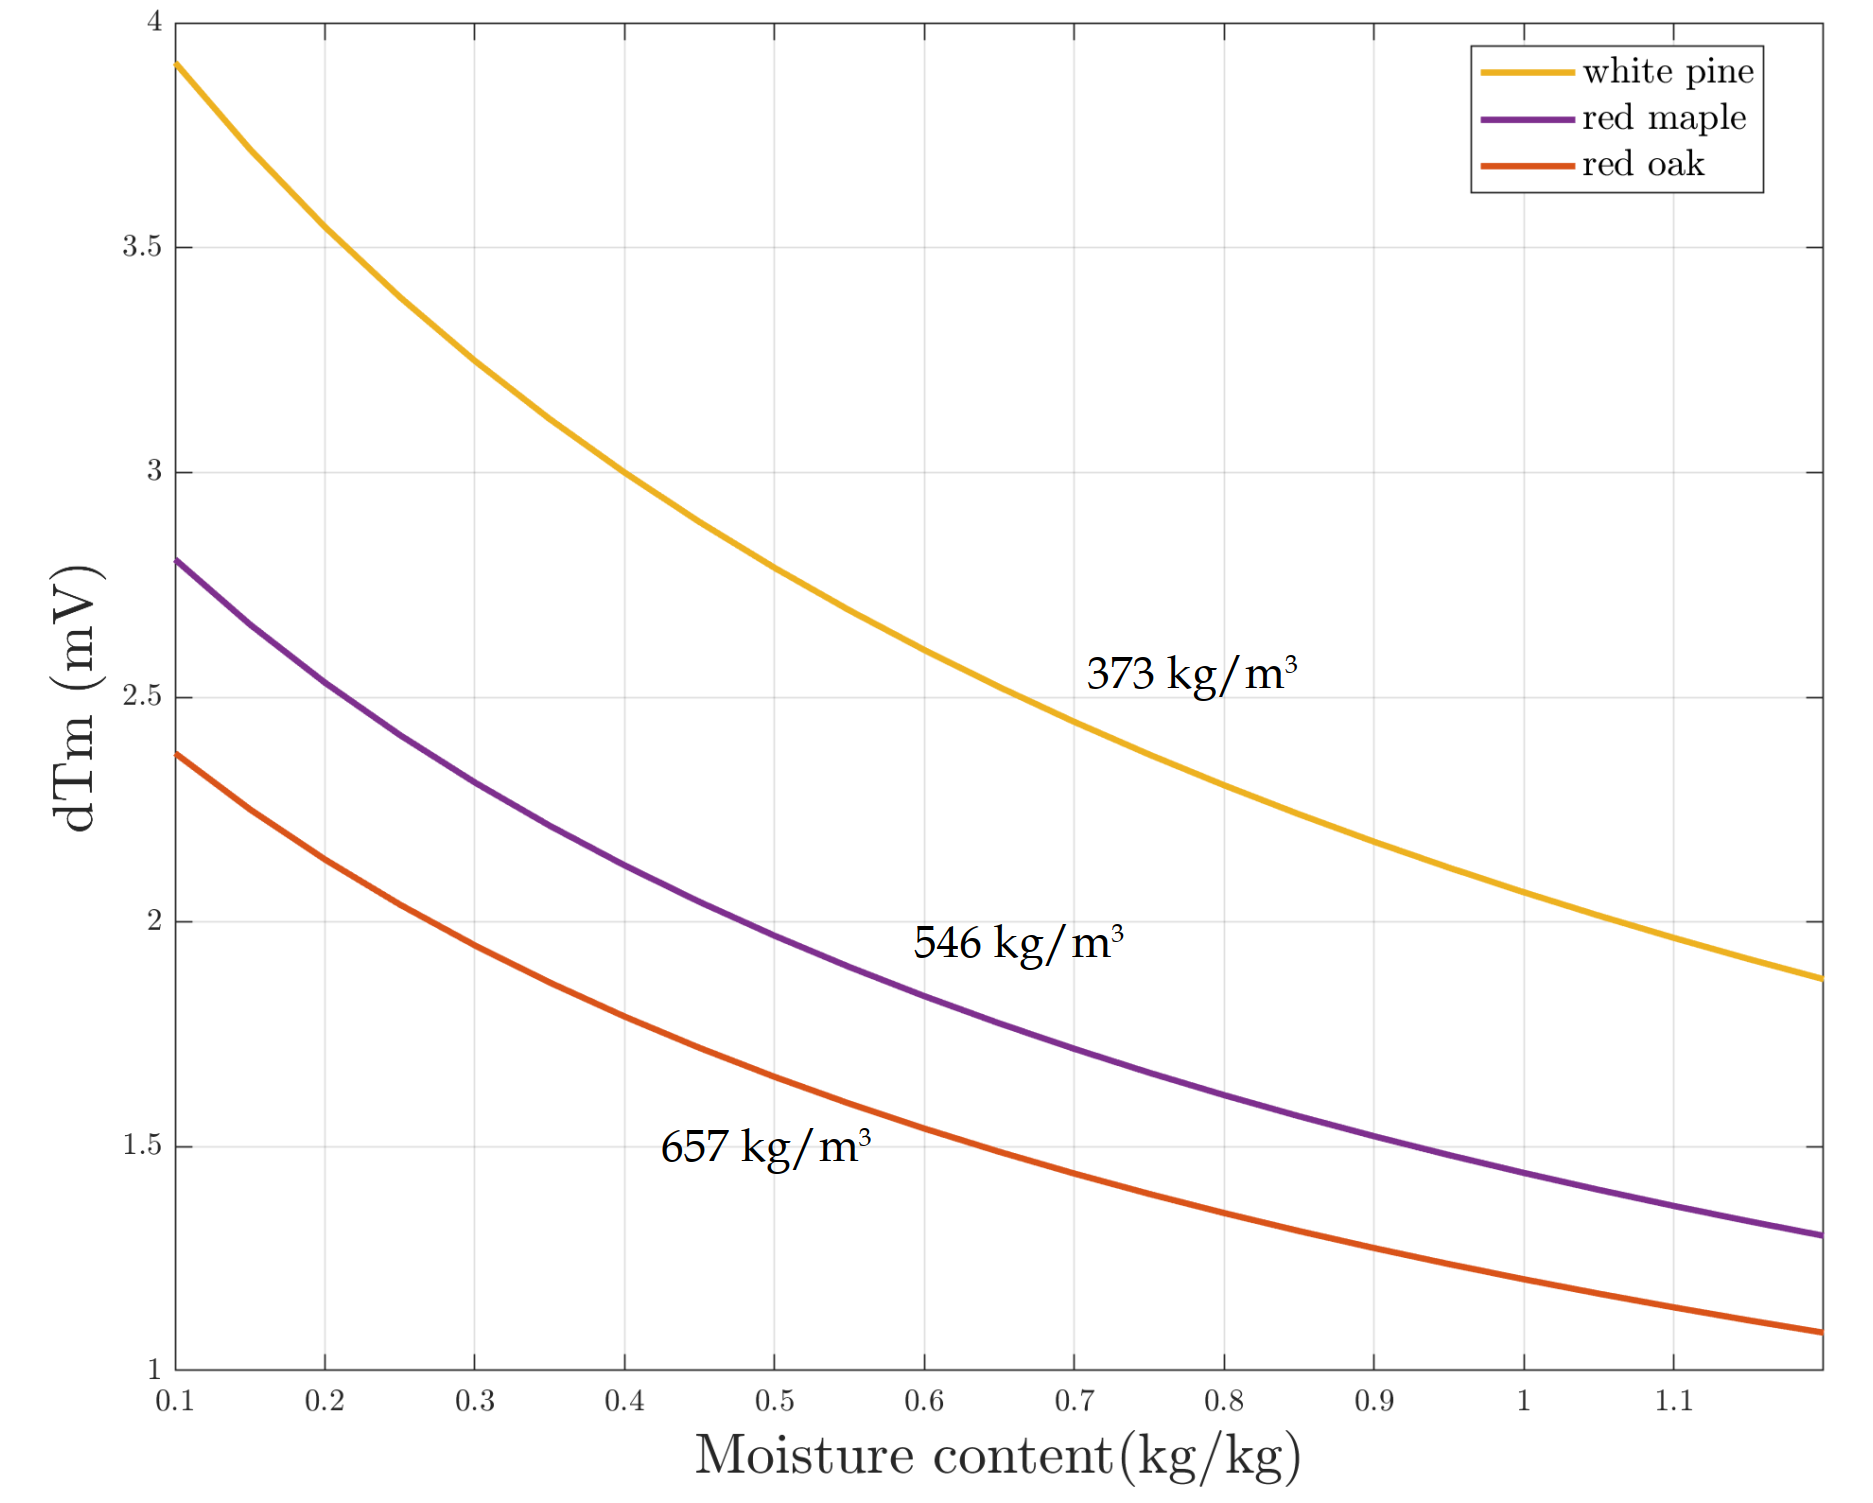 4
3.5
3
2.5
2
1.5
1
dTm (mV)
white pine
red maple
red oak
373 kg/m³
546 kg/m³
657 kg/m³
0.1 0.2 0.3 0.4 0.5 0.6 0.7 0.8 0.9 1 1.1
Moisture content(kg/kg)